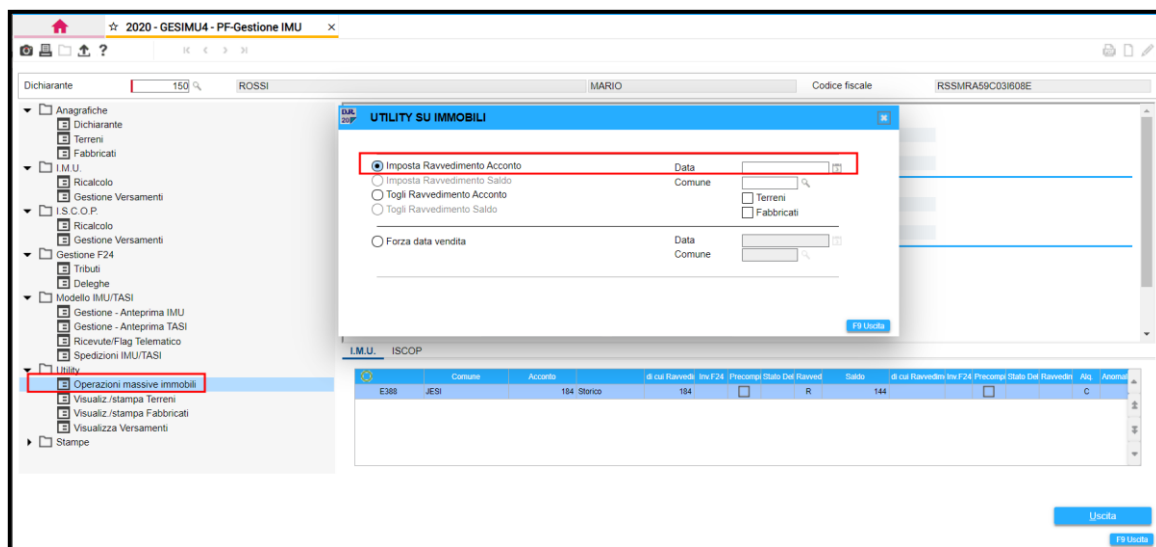 ☆ 2020 - GESIMU4 - PF-Gestione IMU ×
?
Dichiarante 150 ROSSI MARIO Codice fiscale RSSMRA59C03I608E
Anagrafiche
Dichiarante
Terreni
Fabbricati
I.M.U.
Ricalcolo
Gestione Versamenti
I.S.C.O.P.
Ricalcolo
Gestione Versamenti
Gestione F24
Tributi
Deleghe
Modello IMU/TASI
Gestione - Anteprima IMU
Gestione - Anteprima TASI
Ricevute/Flag Telematico
Spedizioni IMU/TASI
Utility
Operazioni massive immobili
Visualiz./stampa Terreni
Visualiz./stampa Fabbricati
Visualizza Versamenti
Stampe
UTILITY SU IMMOBILI
Imposta Ravvedimento Acconto Data
Imposta Ravvedimento Saldo Comune
Togli Ravvedimento Acconto Terreni
Togli Ravvedimento Saldo Fabbricati
Forza data vendita Data
Comune
F9 Uscita
I.M.U. ISCOP
Comune Acconto di cui Ravvedi Inv F24 Precompi Stato Del Ravved Saldo di cui Ravvedim Inv F24 Precompi Stato Del Ravvedin Alq. Anomal
E388 JESI 184 Storico 184 R 144 C
Uscita
F9 Uscita